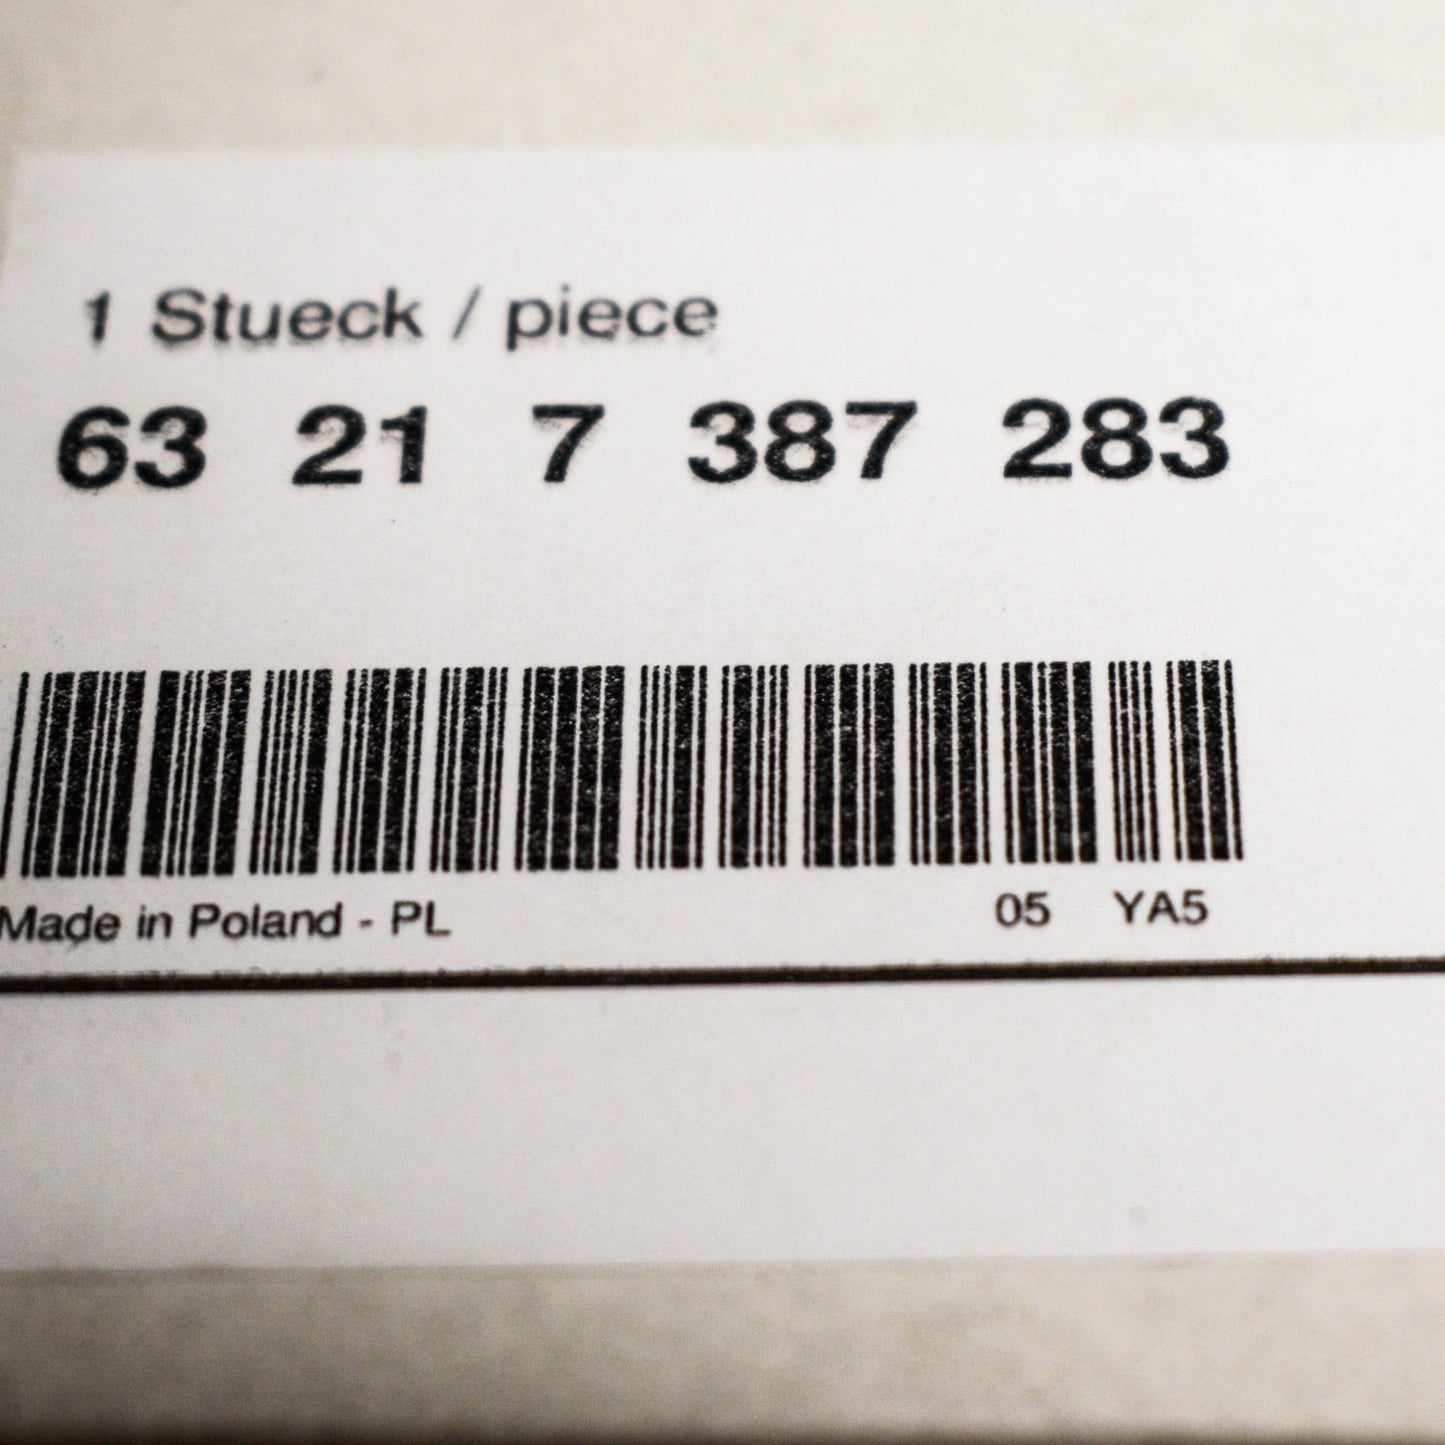 1 Stueck / piece
63 21 7 387 283
Made in Poland - PL 05 YA5